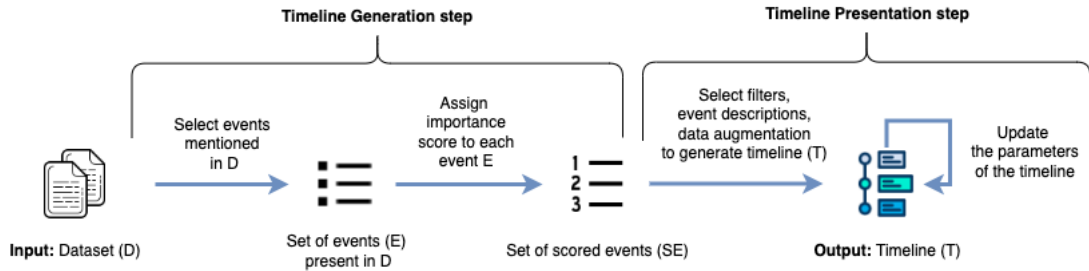 Timeline Generation step
Timeline Presentation step
Select events
mentioned
in D
Assign
importance
score to each
event E
Select filters,
event descriptions,
data augmentation
to generate timeline (T)
Update
the parameters
of the timeline
1
2
3
Input: Dataset (D)
Set of events (E)
present in D
Set of scored events (SE)
Output: Timeline (T)